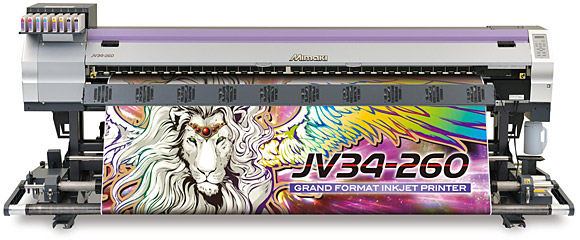 JV34-260
Mimaki
JV34-260
GRAND FORMAT INKJET PRINTER